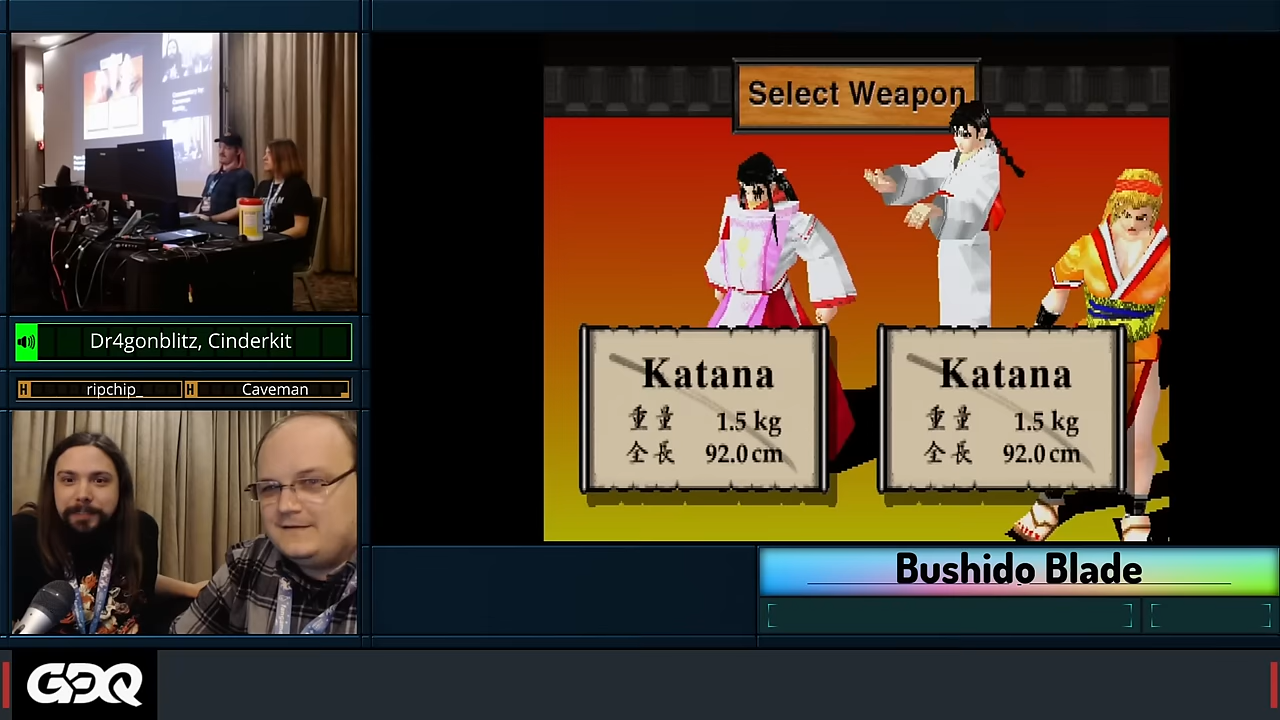 Select Weapon
Katana
重量 1.5 kg
全長 92.0 cm
Katana
重量 1.5 kg
全長 92.0 cm
Dr4gonblitz, Cinderkit
H ripchip_ H Caveman
Bushido Blade
GDQ